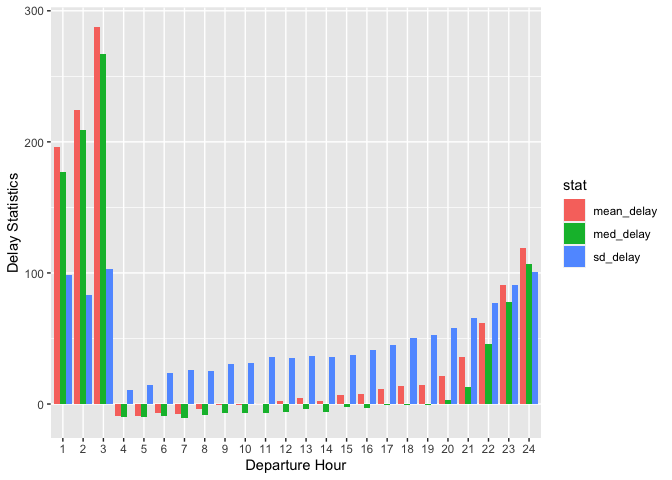 300
200
100
0
Delay Statistics
1 2 3 4 5 6 7 8 9 10 11 12 13 14 15 16 17 18 19 20 21 22 23 24
Departure Hour
stat
mean_delay
med_delay
sd_delay